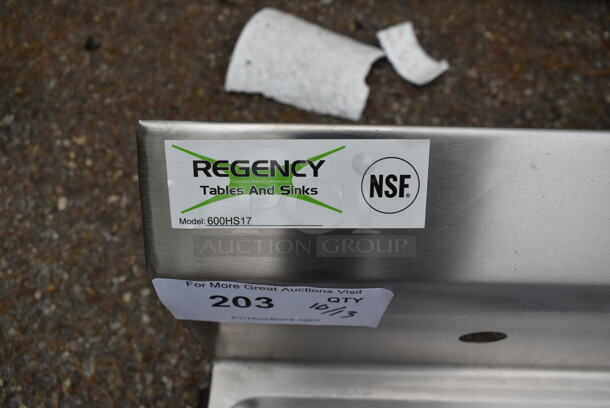 REGENCY
Tables And Sinks
NSF
Model: 600HS17
PCI
AUCTION GROUP
For More Great Auctions Visit
203 QTY
10/13
PCIAuctions.com